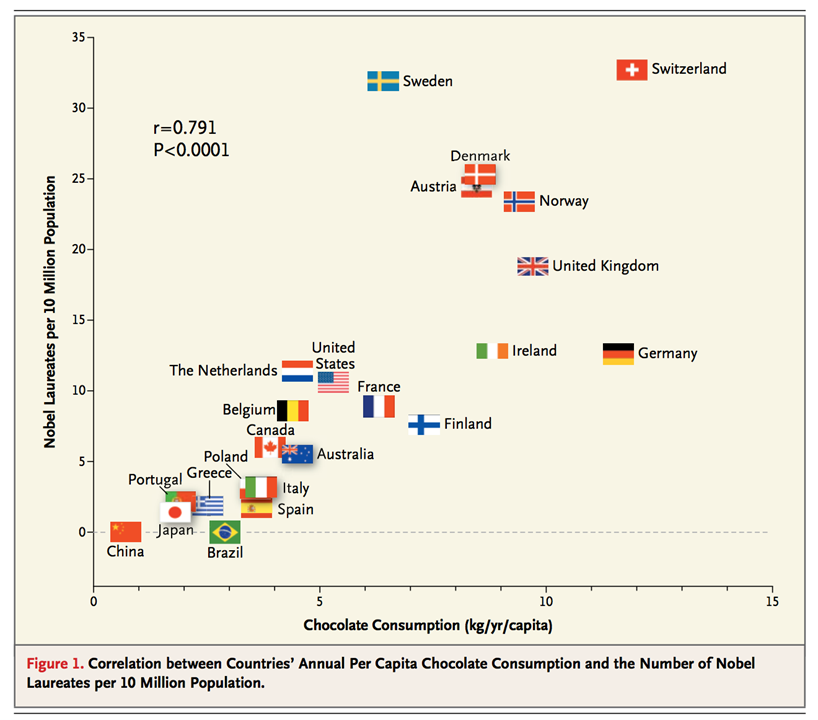 35
30
25
20
15
10
5
0
Nobel Laureates per 10 Million Population
r=0.791
P<0.0001
Sweden
Switzerland
Denmark
Austria
Norway
United Kingdom
Ireland
Germany
United
States
The Netherlands
France
Belgium
Finland
Canada
Australia
Poland
Greece
Portugal
Italy
Spain
Japan
China
Brazil
0 5 10 15
Chocolate Consumption (kg/yr/capita)
Figure 1. Correlation between Countries’ Annual Per Capita Chocolate Consumption and the Number of Nobel
Laureates per 10 Million Population.